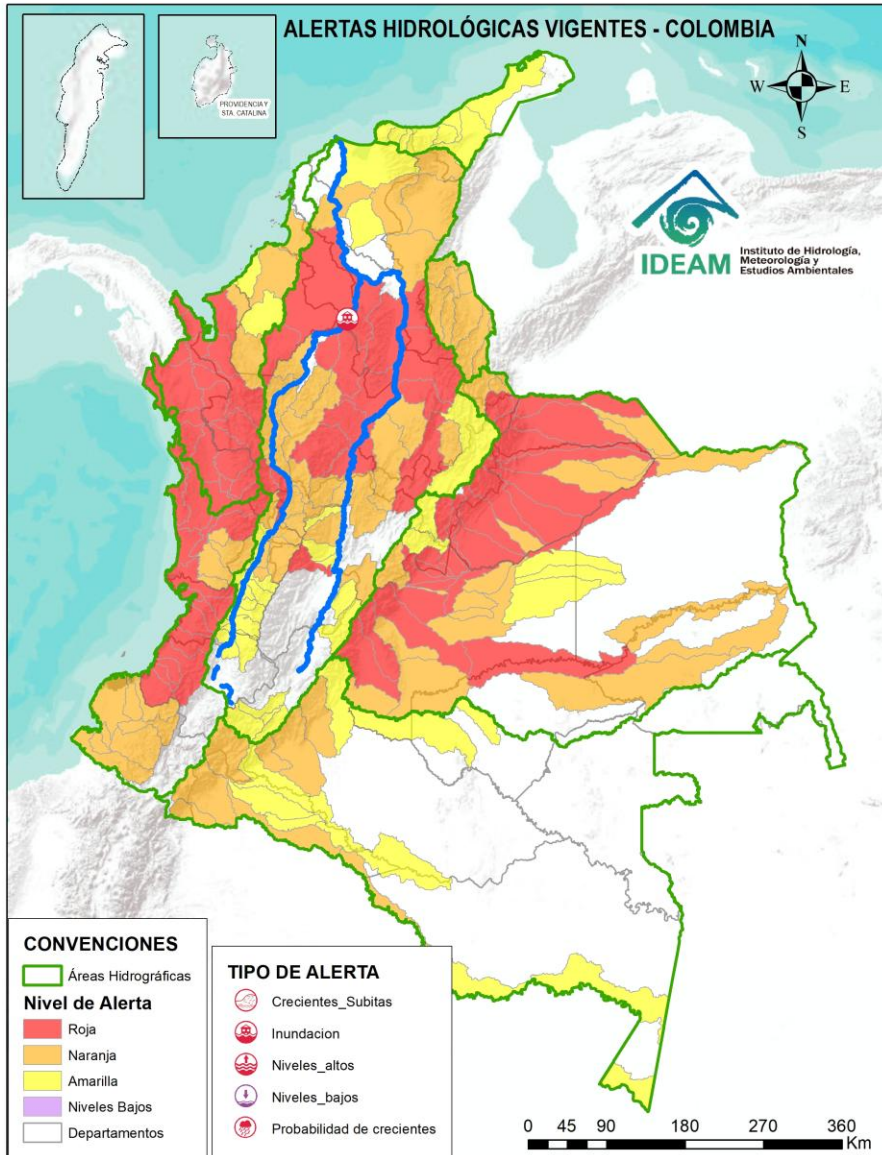 ALERTAS HIDROLÓGICAS VIGENTES - COLOMBIA
PROVIDENCIA Y
STA. CATALINA
N
W
E
S
IDEAM
Instituto de Hidrología,
Meteorología y
Estudios Ambientales
CONVENCIONES
Áreas Hidrográficas
Nivel de Alerta
Roja
Naranja
Amarilla
Niveles Bajos
Departamentos
TIPO DE ALERTA
Crecientes_Subitas
Inundacion
Niveles_altos
Niveles_bajos
Probabilidad de crecientes
0 45 90 180 270 360
Km